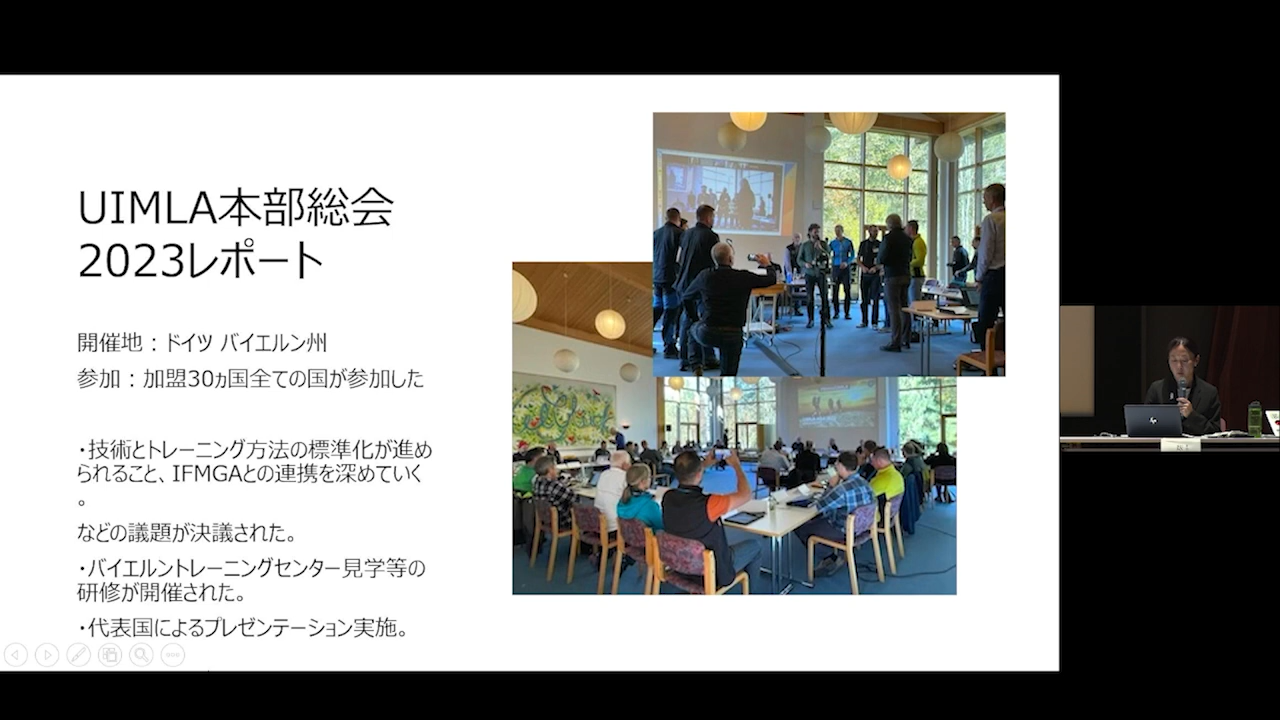 UIMLA本部総会
2023レポート
開催地：ドイツ バイエルン州
参加：加盟30ヵ国全ての国が参加した
・技術とトレーニング方法の標準化が進め
られること、IFMGAとの連携を深めていく
。
などの議題が決議された。
・バイエルントレーニングセンター見学等の
研修が開催された。
・代表国によるプレゼンテーション実施。